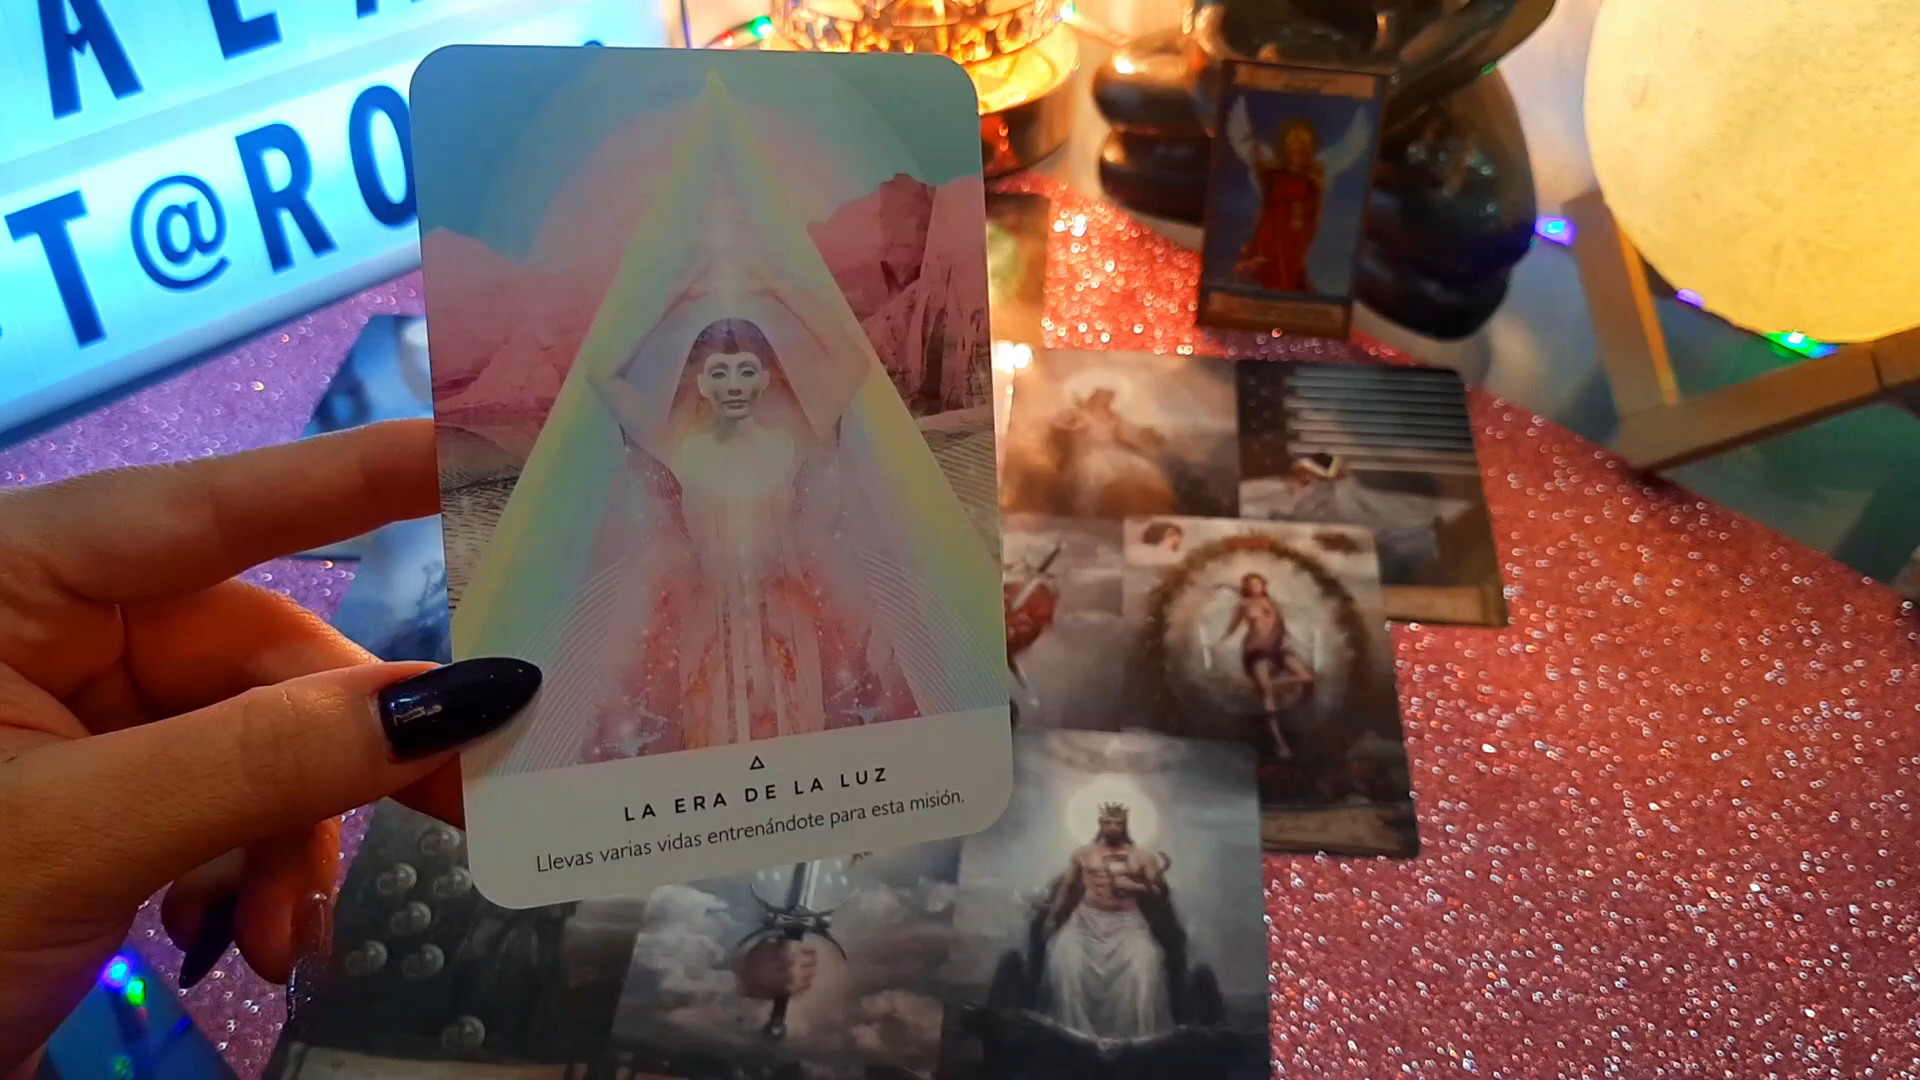 T@RO
LA ERA DE LA LUZ
Llevas varias vidas entrenándote para esta misión.